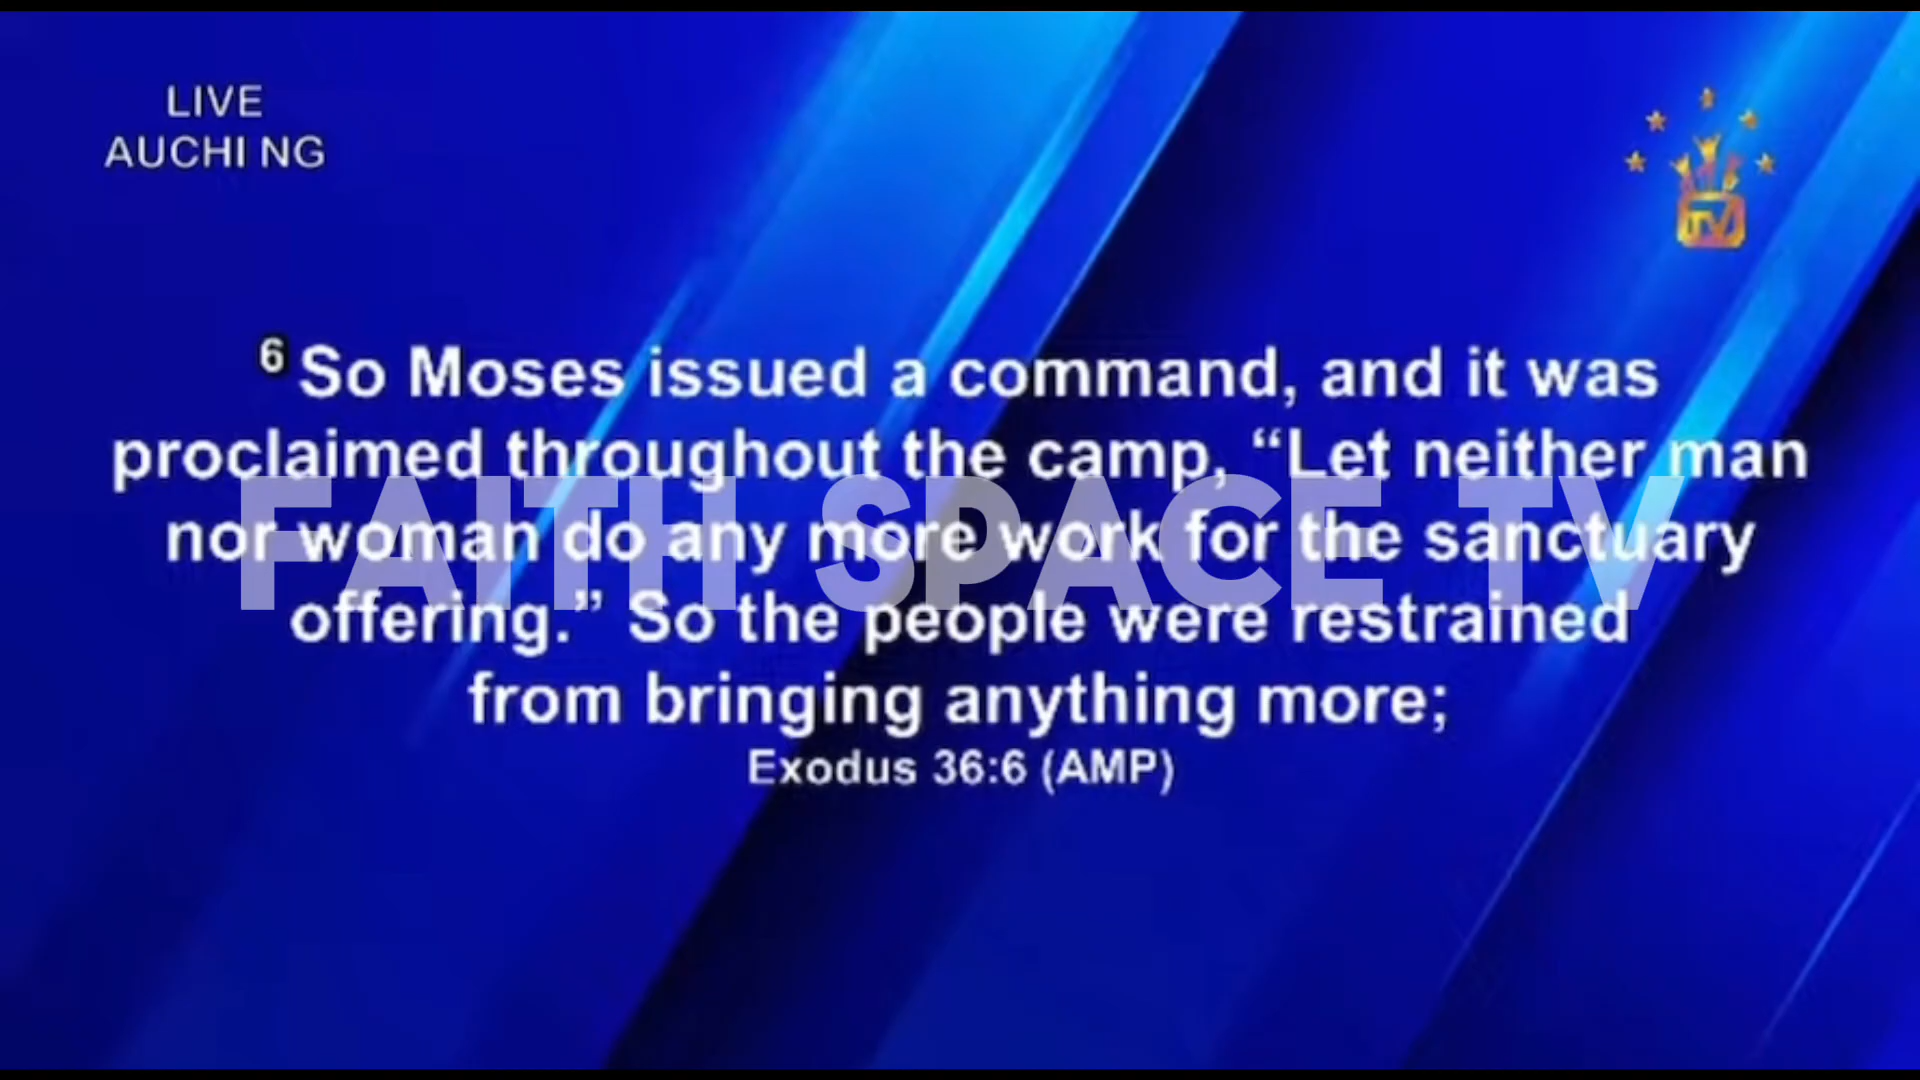 LIVE
AUCHI NG
TV
6 So Moses issued a command, and it was
proclaimed throughout the camp, “Let neither man
nor woman do any more work for the sanctuary
offering.” So the people were restrained
from bringing anything more;
Exodus 36:6 (AMP)
FAITH SPACE TV